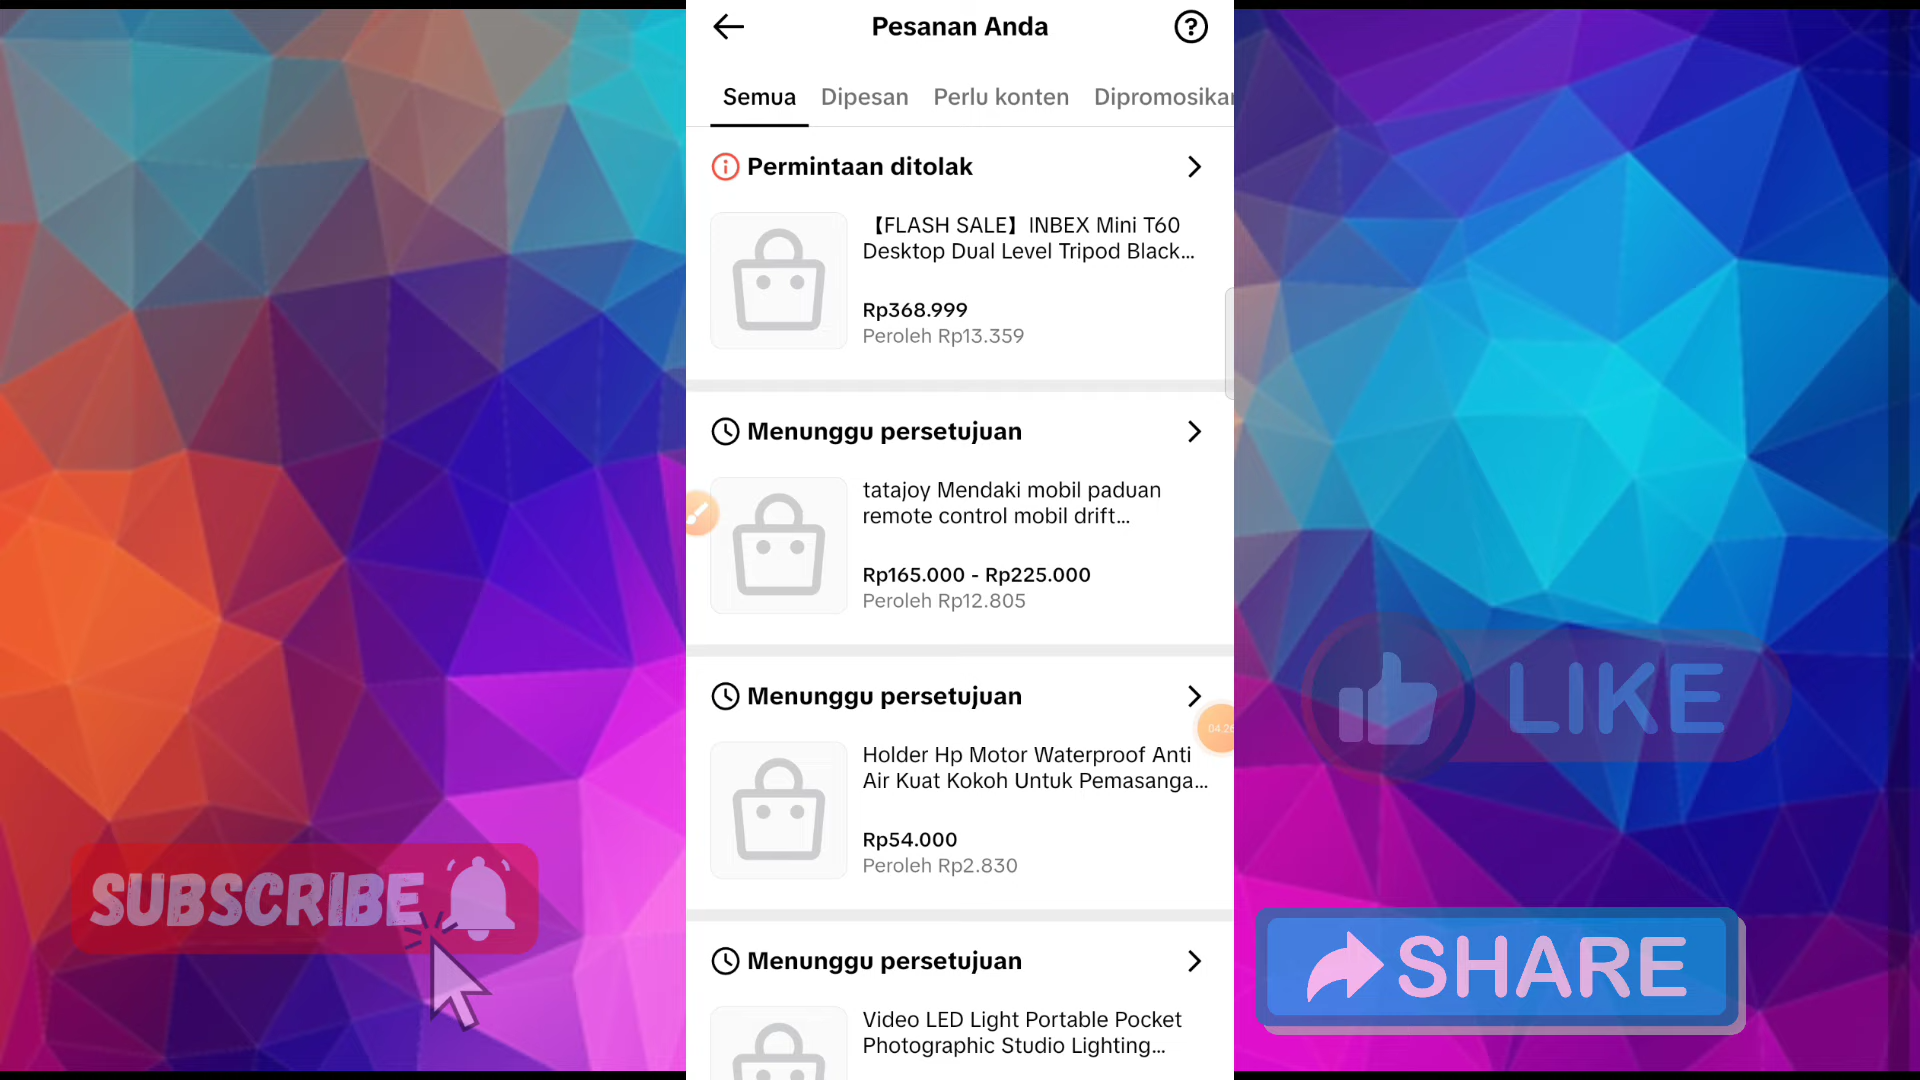 Pesanan Anda
Semua Dipesan Perlu konten Dipromosikan
Permintaan ditolak
【FLASH SALE】INBEX Mini T60
Desktop Dual Level Tripod Black...
Rp368.999
Peroleh Rp13.359
Menunggu persetujuan
tatajoy Mendaki mobil paduan
remote control mobil drift...
Rp165.000 - Rp225.000
Peroleh Rp12.805
Menunggu persetujuan
04:26
Holder Hp Motor Waterproof Anti
Air Kuat Kokoh Untuk Pemasanga...
Rp54.000
Peroleh Rp2.830
Menunggu persetujuan
Video LED Light Portable Pocket
Photographic Studio Lighting...
SUBSCRIBE
LIKE
SHARE